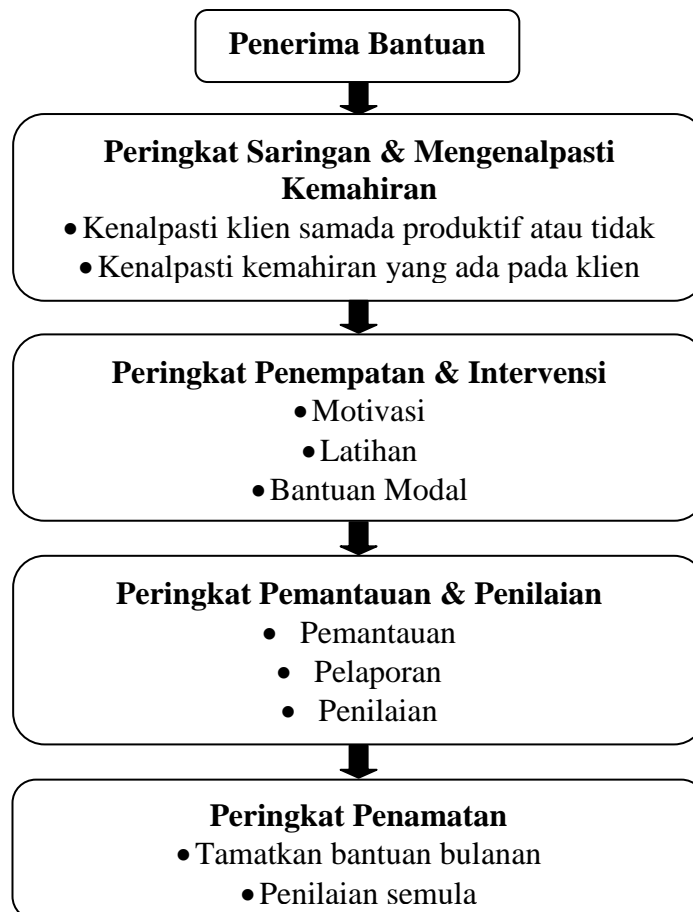 Penerima Bantuan
Peringkat Saringan & Mengenalpasti
Kemahiran
• Kenalpasti klien samada produktif atau tidak
• Kenalpasti kemahiran yang ada pada klien
Peringkat Penempatan & Intervensi
• Motivasi
• Latihan
• Bantuan Modal
Peringkat Pemantauan & Penilaian
• Pemantauan
• Pelaporan
• Penilaian
Peringkat Penamatan
• Tamatkan bantuan bulanan
• Penilaian semula